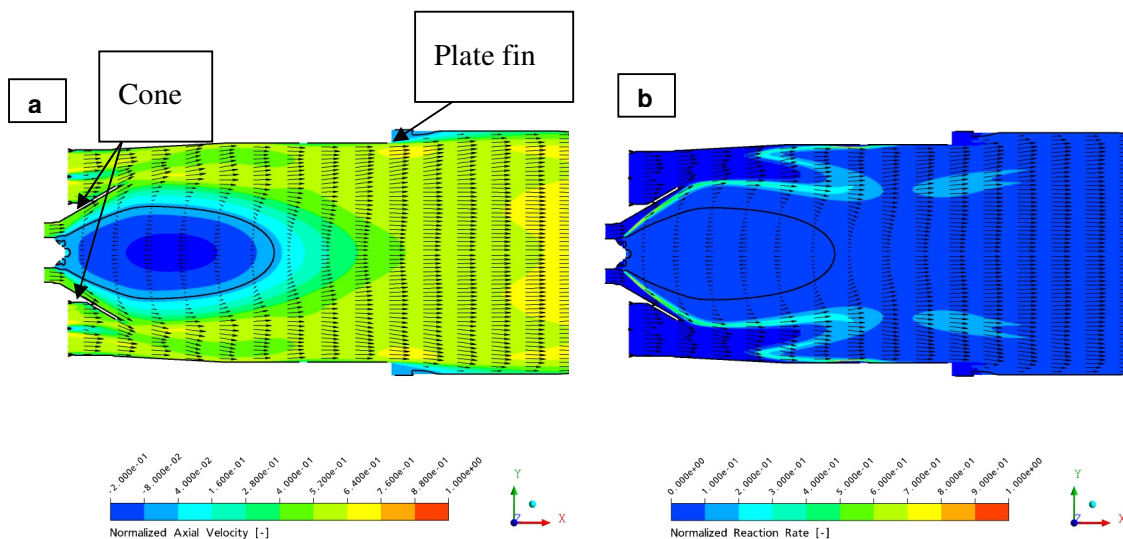 Plate fin
Cone
a
b
-2.000e-01
-8.000e-02
4.000e-02
1.600e-01
2.800e-01
4.000e-01
5.200e-01
6.400e-01
7.600e-01
8.800e-01
1.000e+00
Normalized Axial Velocity [-]
Y
Z
X
0.000e+00
1.000e-01
2.000e-01
3.000e-01
4.000e-01
5.000e-01
6.000e-01
7.000e-01
8.000e-01
9.000e-01
1.000e+00
Normalized Reaction Rate [-]
Y
Z
X